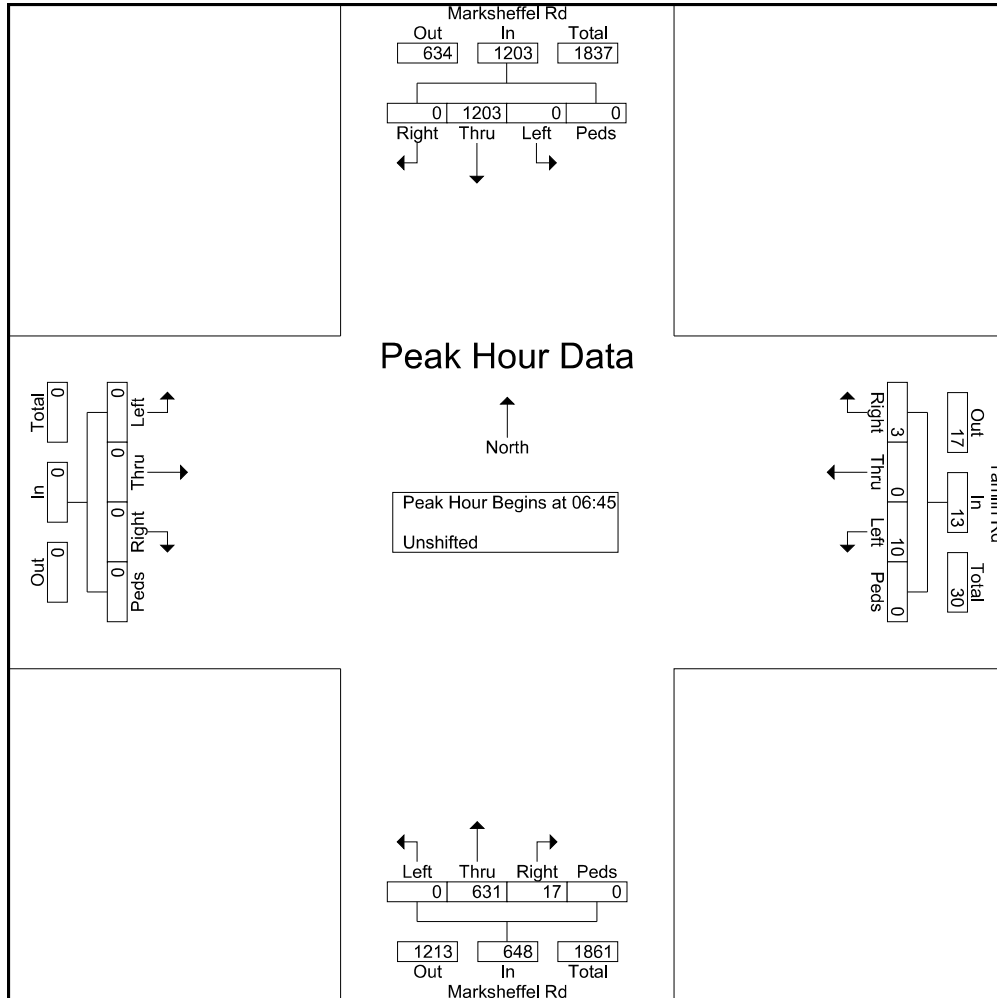 Marksheffel Rd
Out In Total
634 1203 1837
0 1203 0 0
Right Thru Left Peds
Peak Hour Data
North
Peak Hour Begins at 06:45
Unshifted
Total In Out
0 0 0
0 0 0 0
Left Thru Right Peds
Rd
Out In Total
17 13 30
3 0 10 0
Right Thru Left Peds
Left Thru Right Peds
0 631 17 0
1213 648 1861
Out In Total
Marksheffel Rd